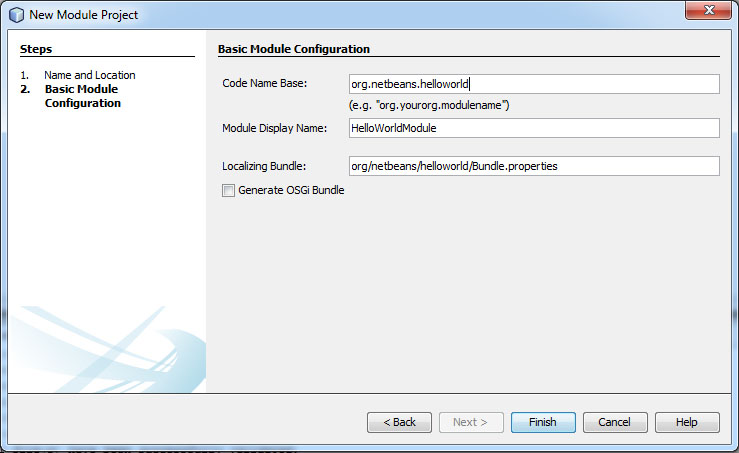 New Module Project
Steps
1. Name and Location
2. Basic Module
Configuration
Basic Module Configuration
Code Name Base: org.netbeans.helloworld
(e.g. "org.yourorg.modulename")
Module Display Name: HelloWorldModule
Localizing Bundle: org/netbeans/helloworld/Bundle.properties
Generate OSGi Bundle
< Back Next > Finish Cancel Help